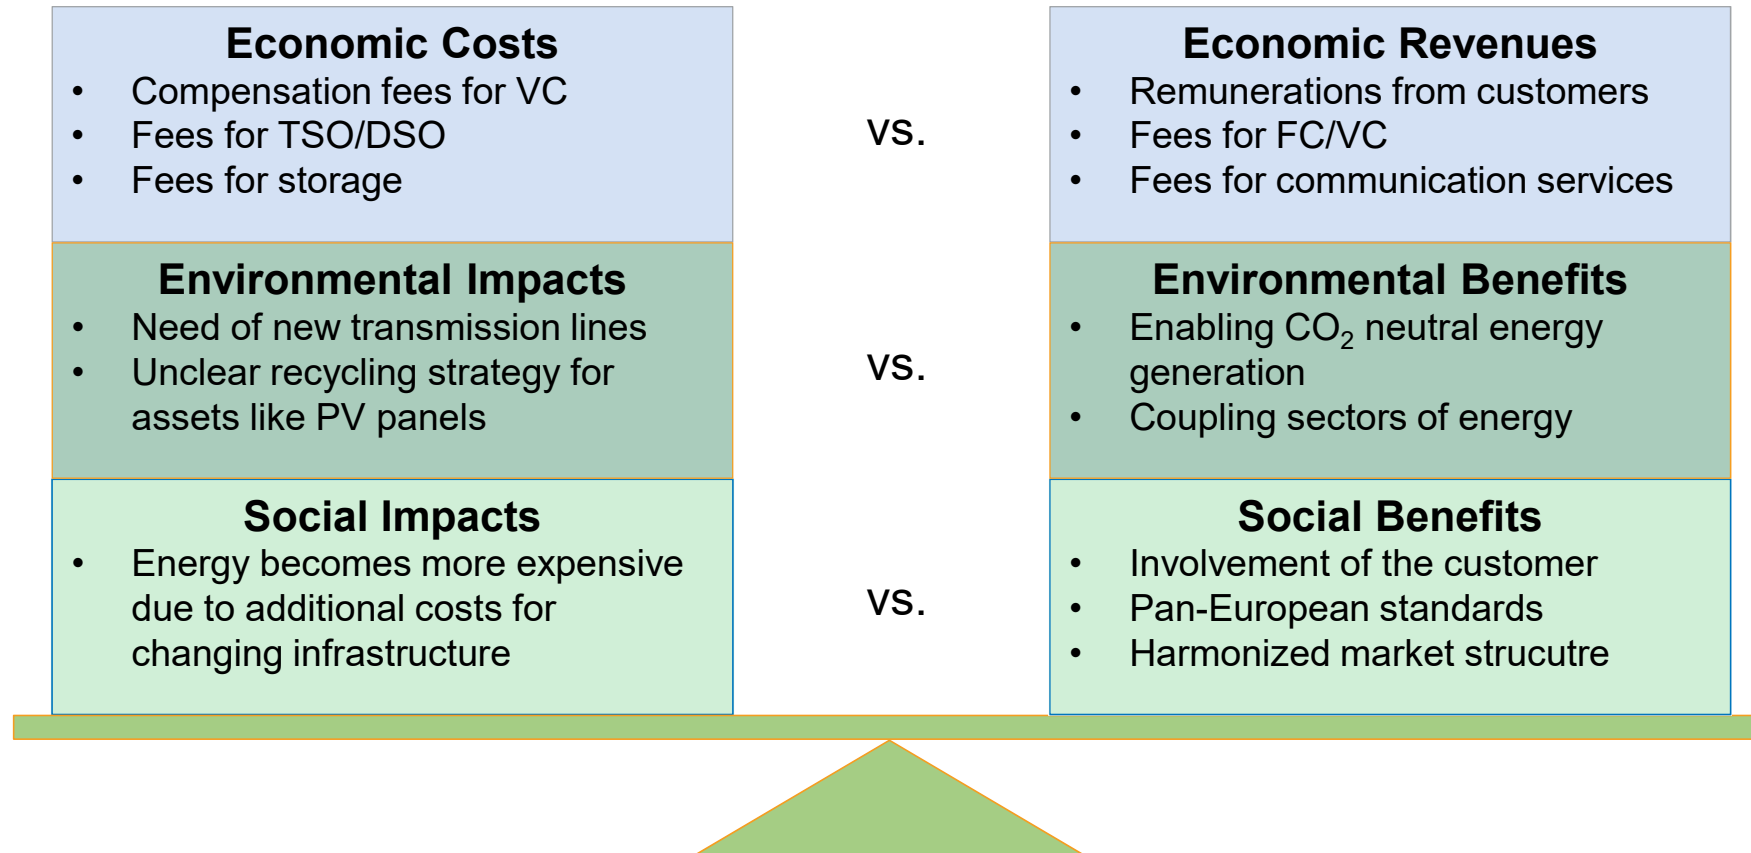 Economic Costs
• Compensation fees for VC
• Fees for TSO/DSO
• Fees for storage
vs.
Economic Revenues
• Remunerations from customers
• Fees for FC/VC
• Fees for communication services
Environmental Impacts
• Need of new transmission lines
• Unclear recycling strategy for
assets like PV panels
vs.
Environmental Benefits
• Enabling CO₂ neutral energy
generation
• Coupling sectors of energy
Social Impacts
• Energy becomes more expensive
due to additional costs for
changing infrastructure
vs.
Social Benefits
• Involvement of the customer
• Pan-European standards
• Harmonized market strucutre